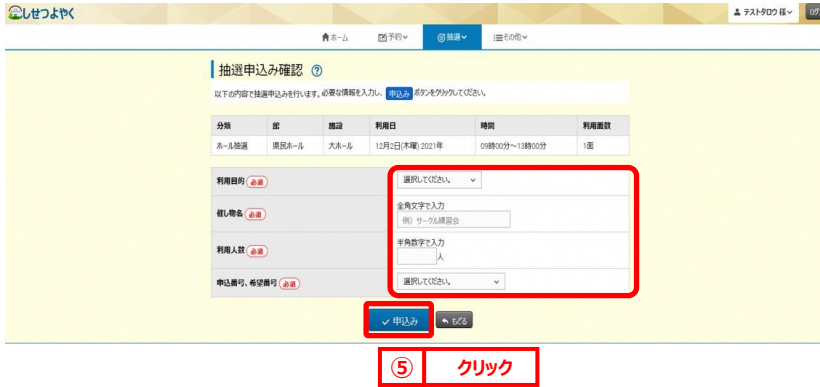 しせつよやく
テストタロウ 様
ホーム 予約 抽選 その他
抽選申込み確認 ?
以下の内容で抽選申込みを行います。必要な情報を入力し、 申込み ボタンをクリックしてください。
分類 館 施設 利用日 時間 利用面数
ホール抽選 県民ホール 大ホール 12月2日(木曜) 2021年 09時00分～13時00分 1面
利用目的 必須 選択してください。
催し物名 必須 全角文字で入力
例）サークル練習会
利用人数 必須 半角数字で入力
人
申込番号、希望番号 必須 選択してください。
申込み もどる
⑤ クリック